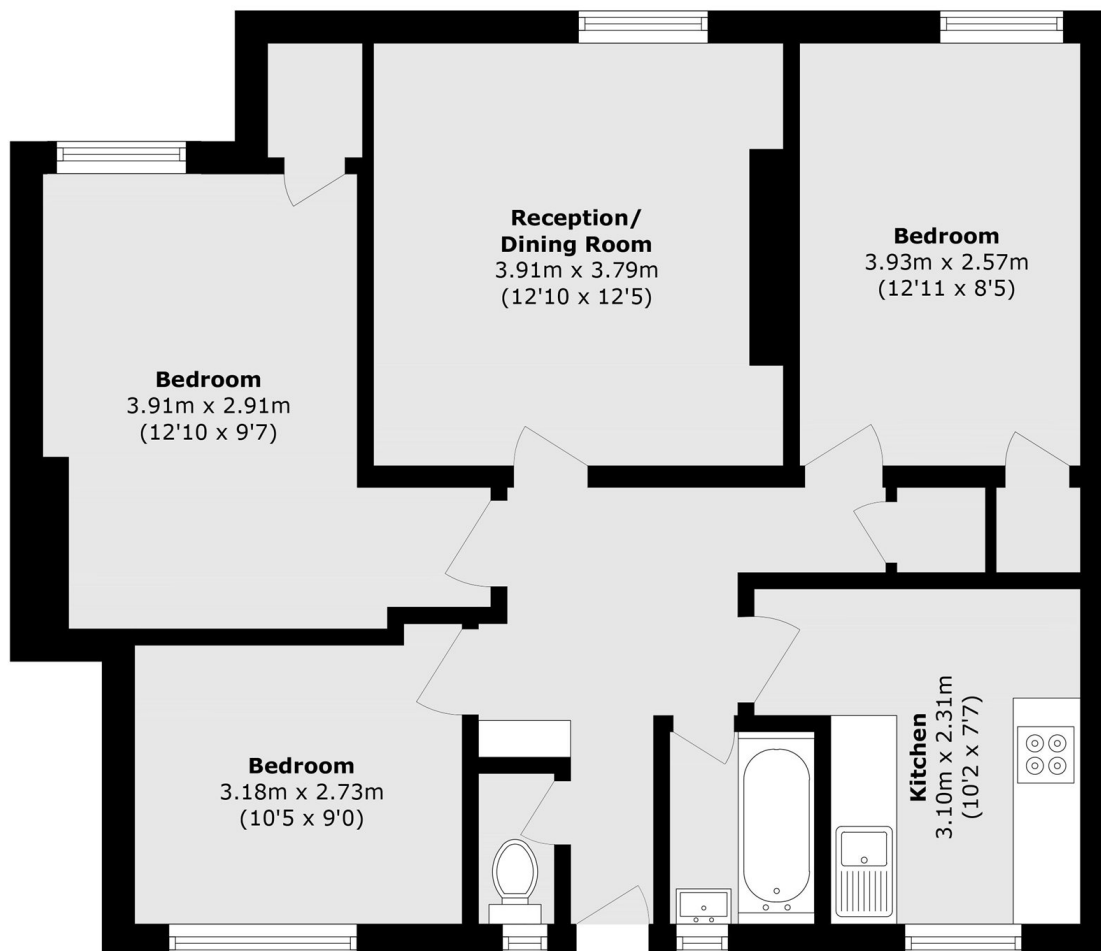 Reception/
Dining Room
3.91m x 3.79m
(12'10 x 12'5)
Bedroom
3.93m x 2.57m
(12'11 x 8'5)
Bedroom
3.91m x 2.91m
(12'10 x 9'7)
Bedroom
3.18m x 2.73m
(10'5 x 9'0)
Kitchen
3.10m x 2.31m
(10'2 x 7'7)